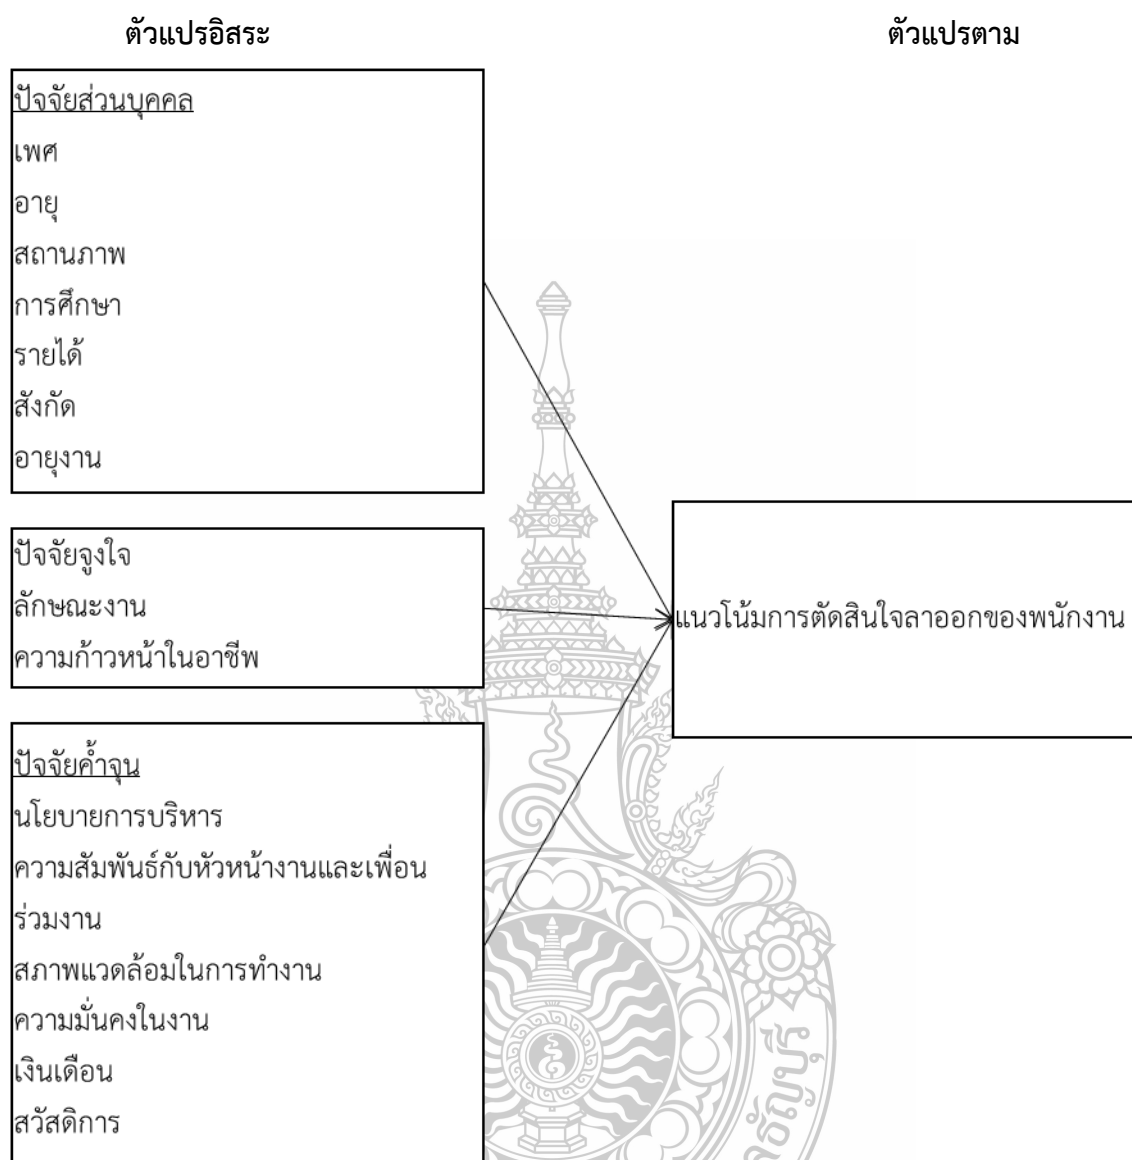 ตัวแปรอิสระ
ตัวแปรตาม
ปัจจัยส่วนบุคคล
เพศ
อายุ
สถานภาพ
การศึกษา
รายได้
สังกัด
อายุงาน
ปัจจัยจูงใจ
ลักษณะงาน
ความก้าวหน้าในอาชีพ
แนวโน้มการตัดสินใจลาออกของพนักงาน
ปัจจัยค้ำจุน
นโยบายการบริหาร
ความสัมพันธ์กับหัวหน้างานและเพื่อน
ร่วมงาน
สภาพแวดล้อมในการทำงาน
ความมั่นคงในงาน
เงินเดือน
สวัสดิการ